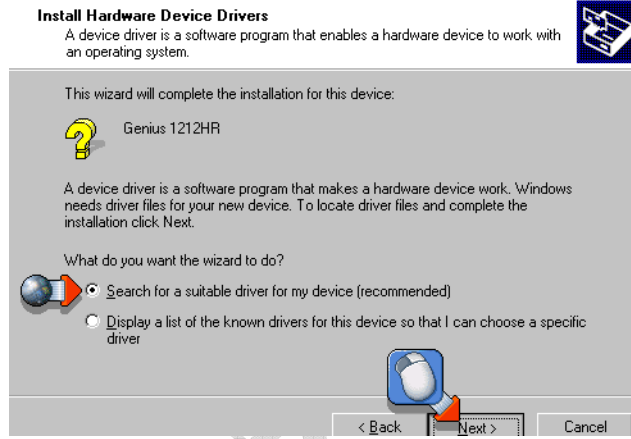 Install Hardware Device Drivers
A device driver is a software program that enables a hardware device to work with
an operating system.
This wizard will complete the installation for this device:
Genius 1212HR
A device driver is a software program that makes a hardware device work. Windows
needs driver files for your new device. To locate driver files and complete the
installation click Next.
What do you want the wizard to do?
Search for a suitable driver for my device (recommended)
Display a list of the known drivers for this device so that I can choose a specific
driver
< Back Next > Cancel